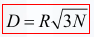 D = R√3N